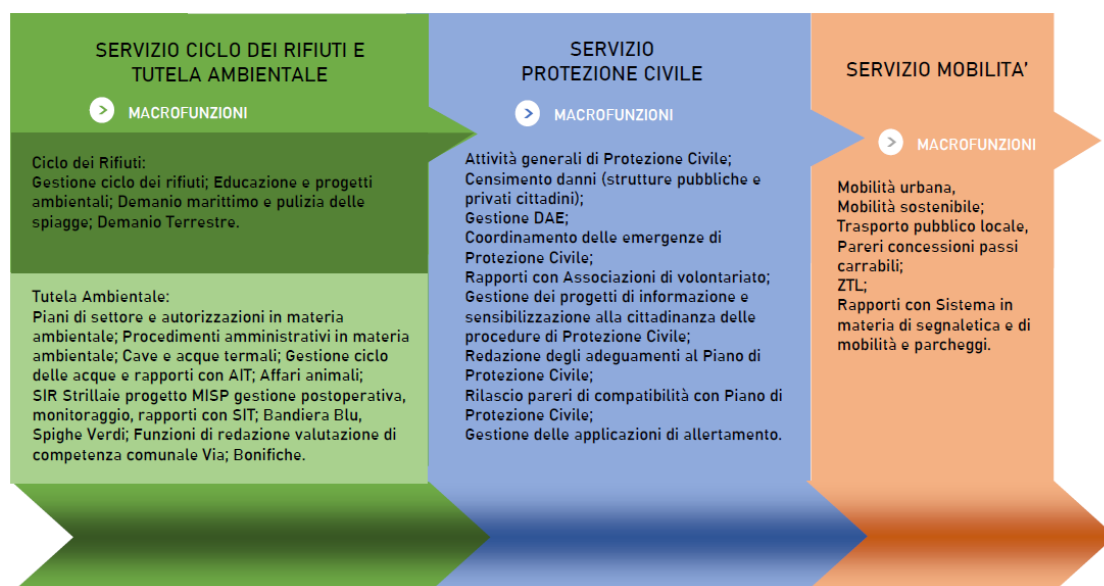 SERVIZIO CICLO DEI RIFIUTI E
TUTELA AMBIENTALE
MACROFUNZIONI
Ciclo dei Rifiuti:
Gestione ciclo dei rifiuti; Educazione e progetti
ambientali; Demanio marittimo e pulizia delle
spiagge; Demanio Terrestre.
Tutela Ambientale:
Piani di settore e autorizzazioni in materia
ambientale; Procedimenti amministrativi in materia
ambientale; Cave e acque termali; Gestione ciclo
delle acque e rapporti con AIT; Affari animali;
SIR Strillaie progetto MISP gestione postoperativa,
monitoraggio, rapporti con SIT; Bandiera Blu,
Spighe Verdi; Funzioni di redazione valutazione di
competenza comunale Via; Bonifiche.
SERVIZIO
PROTEZIONE CIVILE
MACROFUNZIONI
Attività generali di Protezione Civile;
Censimento danni (strutture pubbliche e
privati cittadini);
Gestione DAE;
Coordinamento delle emergenze di
Protezione Civile;
Rapporti con Associazioni di volontariato;
Gestione dei progetti di informazione e
sensibilizzazione alla cittadinanza delle
procedure di Protezione Civile;
Redazione degli adeguamenti al Piano di
Protezione Civile;
Rilascio pareri di compatibilità con Piano di
Protezione Civile;
Gestione delle applicazioni di allertamento.
SERVIZIO MOBILITA'
MACROFUNZIONI
Mobilità urbana,
Mobilità sostenibile;
Trasporto pubblico locale,
Pareri concessioni passi
carrabili;
ZTL;
Rapporti con Sistema in
materia di segnaletica e di
mobilità e parcheggi.